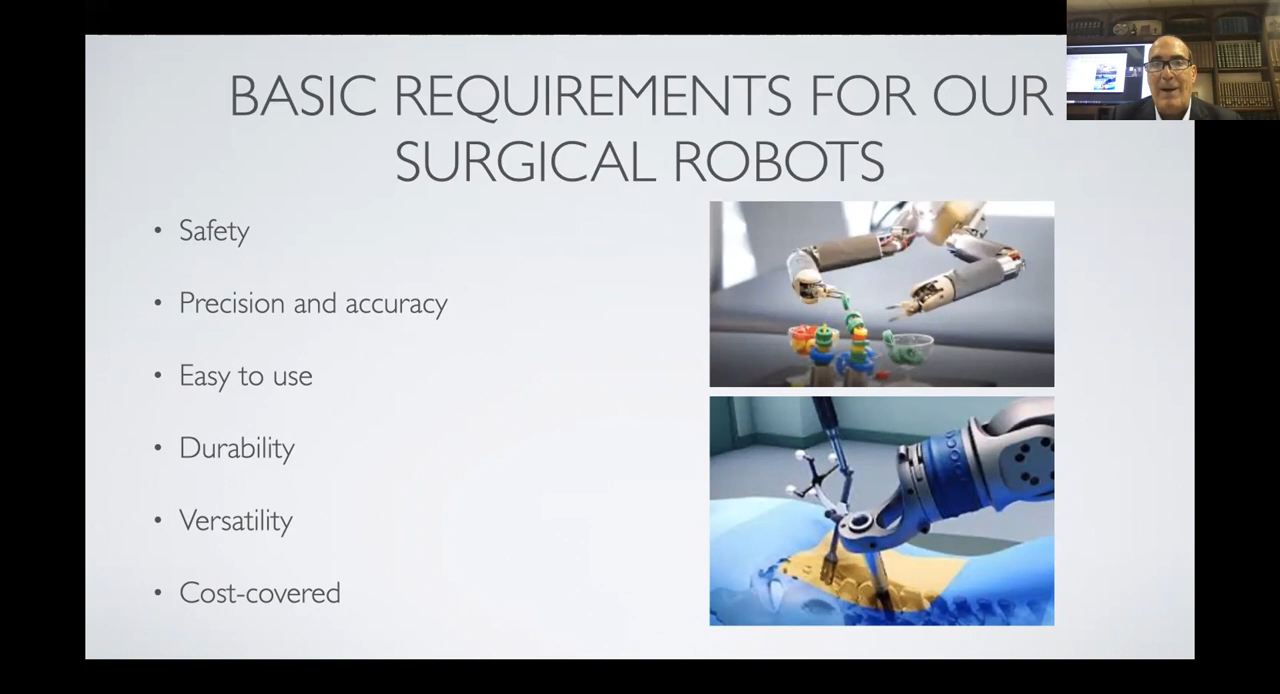 BASIC REQUIREMENTS FOR OUR
SURGICAL ROBOTS
• Safety
• Precision and accuracy
• Easy to use
• Durability
• Versatility
• Cost-covered